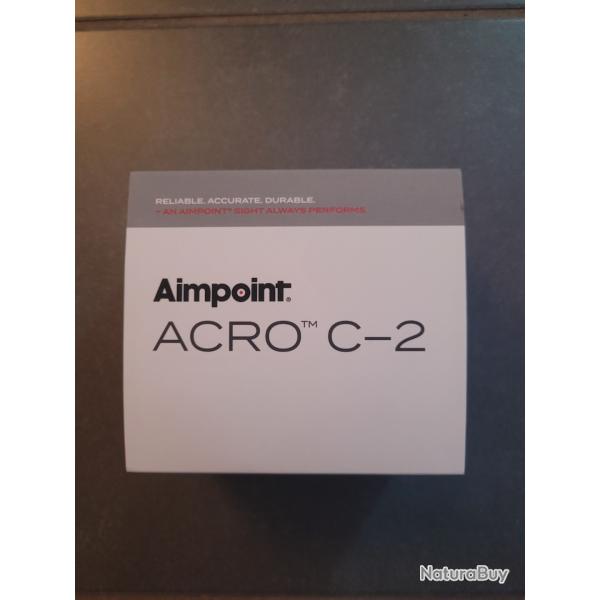 RELIABLE. ACCURATE, DURABLE.
– AN AIMPOINT® SIGHT ALWAYS PERFORMS.
Aimpoint®
ACRO™ C–2
NaturaBuy